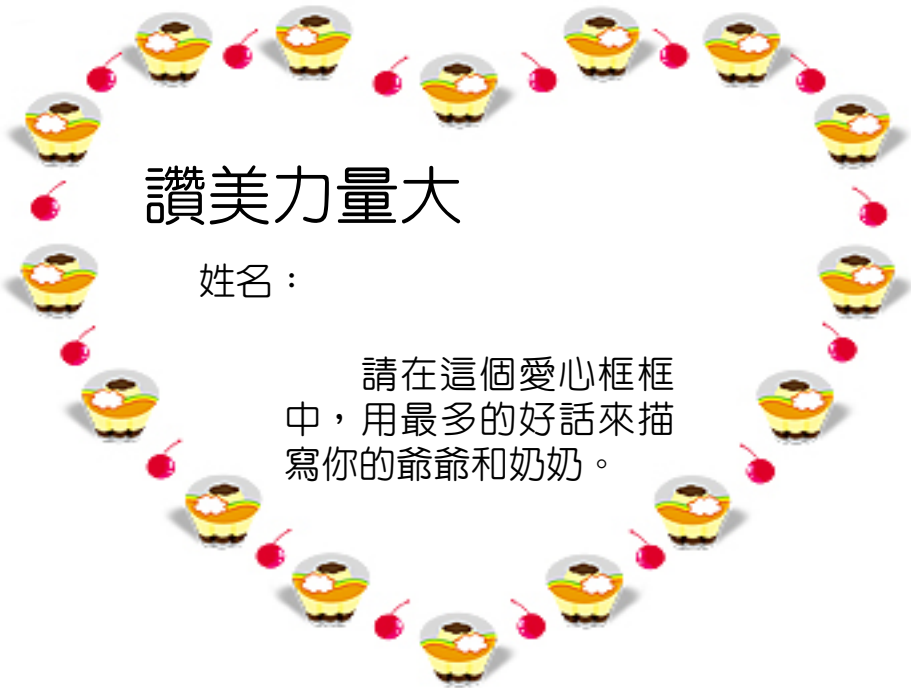 讚美力量大
姓名：
請在這個愛心框框
中，用最多的好話來描
寫你的爺爺和奶奶。